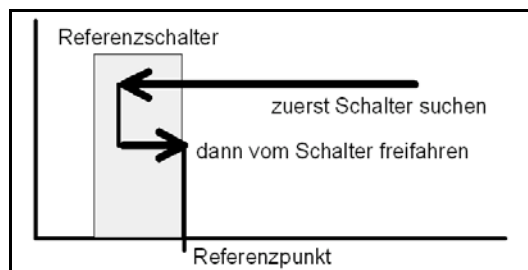 Referenzschalter
zuerst Schalter suchen
dann vom Schalter freifahren
Referenzpunkt